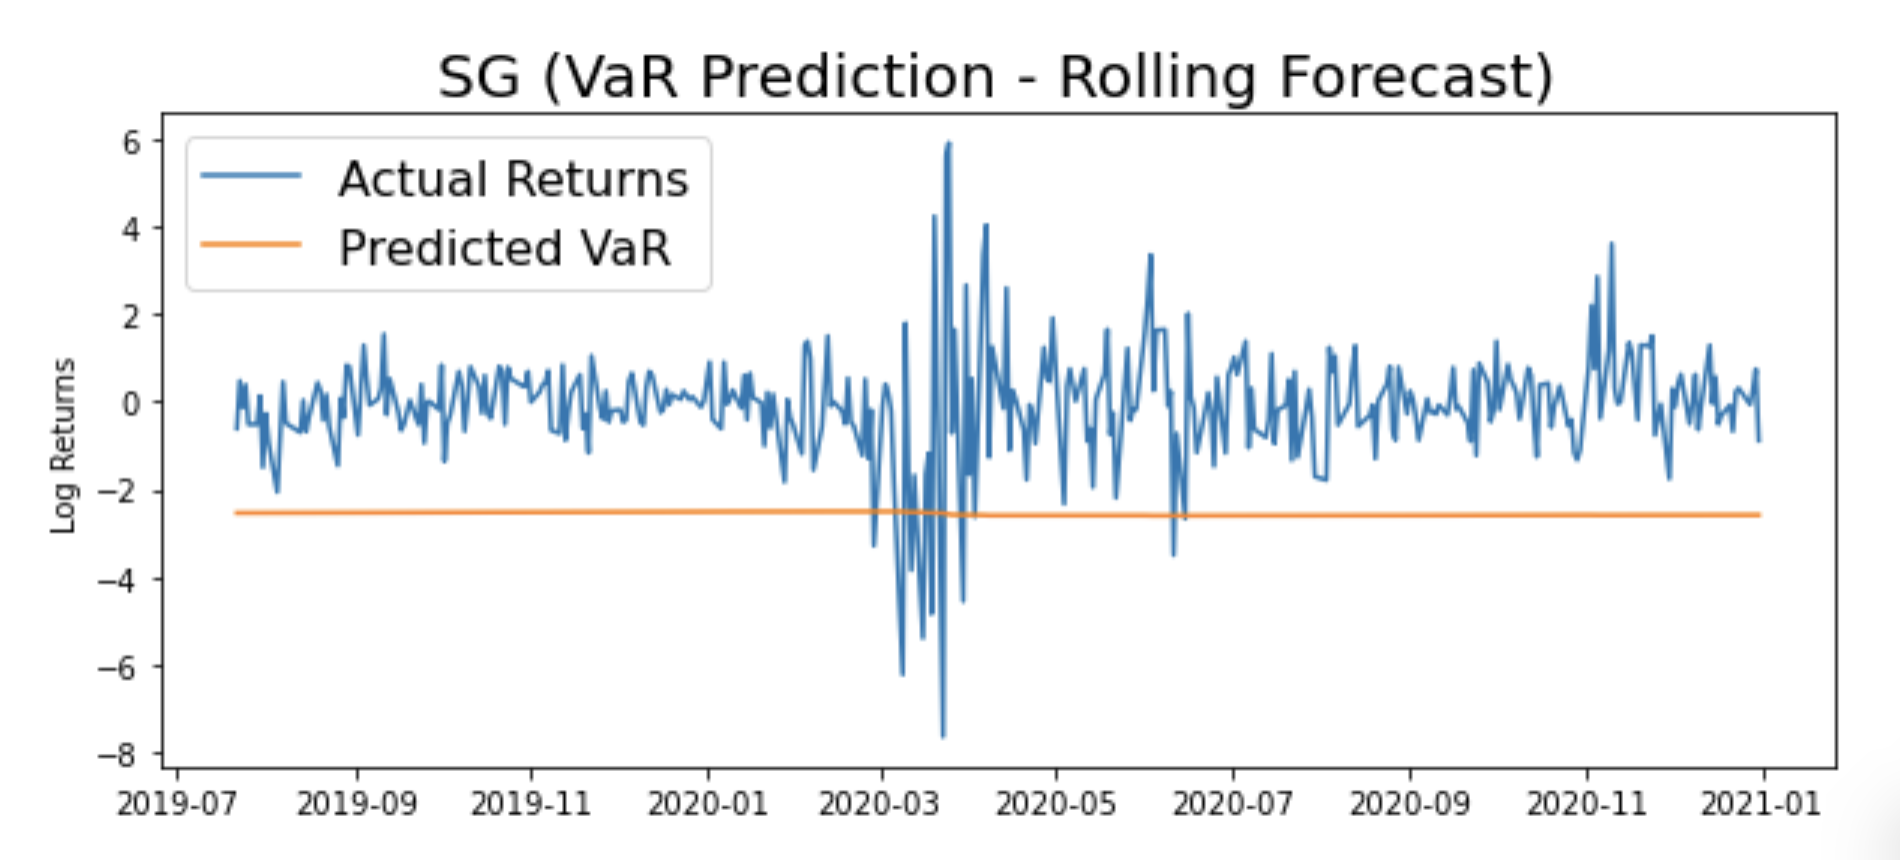 SG (VaR Prediction - Rolling Forecast)
Actual Returns
Predicted VaR
Log Returns
6
4
2
0
−2
−4
−6
−8
2019-07 2019-09 2019-11 2020-01 2020-03 2020-05 2020-07 2020-09 2020-11 2021-01